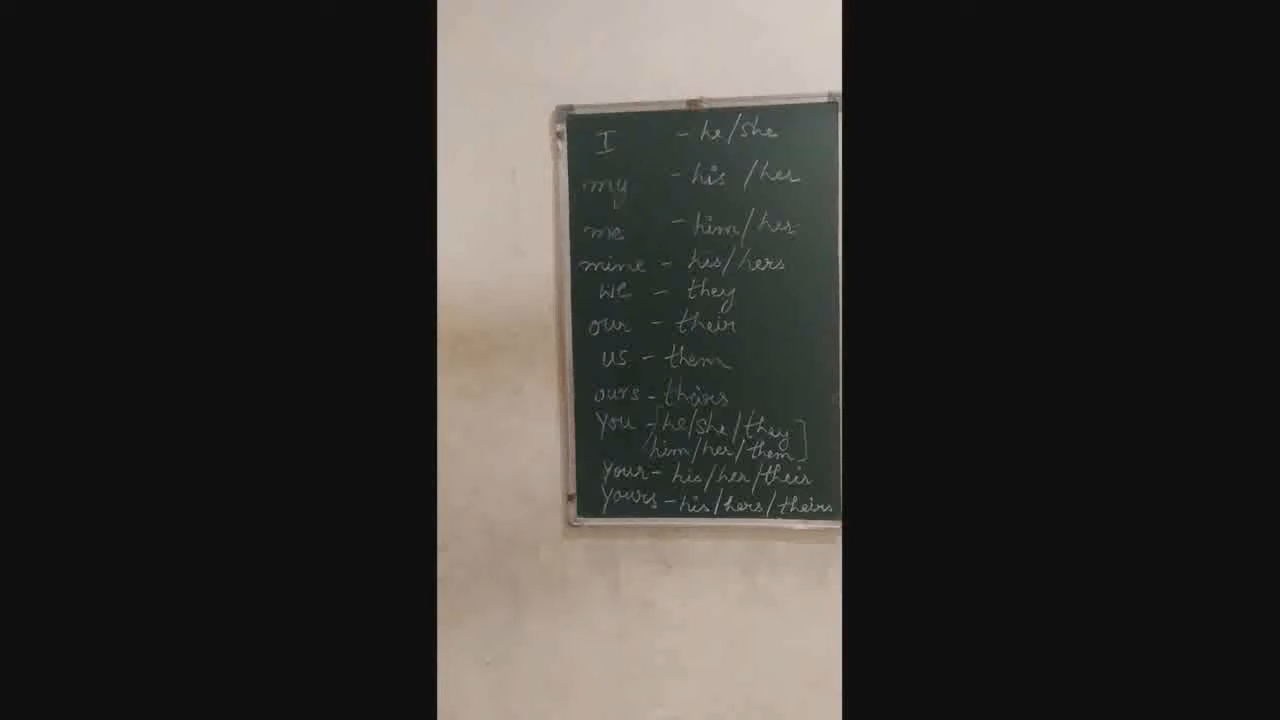 I - he/she
my - his /her
me - him/her
mine - his/hers
we - they
our - their
us - them
ours - theirs
you - [he/she/they
him/her/them]
your - his/her/their
yours - his/hers/theirs